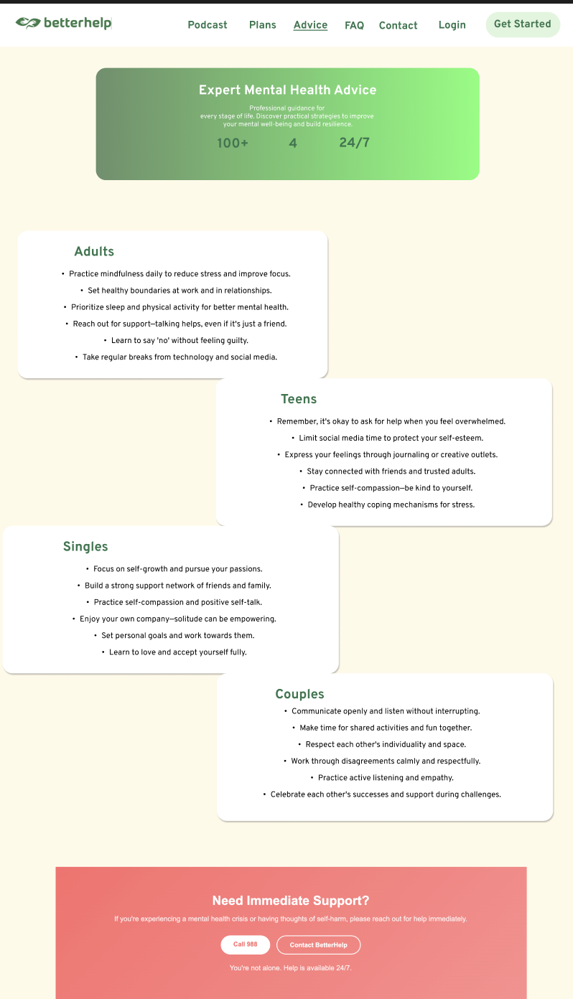 betterhelp
Podcast Plans Advice FAQ Contact Login Get Started
Expert Mental Health Advice
Professional guidance for
every stage of life. Discover practical strategies to improve
your mental well-being and build resilience.
100+ 4 24/7
Adults
• Practice mindfulness daily to reduce stress and improve focus.
• Set healthy boundaries at work and in relationships.
• Prioritize sleep and physical activity for better mental health.
• Reach out for support—talking helps, even if it's just a friend.
• Learn to say 'no' without feeling guilty.
• Take regular breaks from technology and social media.
Teens
• Remember, it's okay to ask for help when you feel overwhelmed.
• Limit social media time to protect your self-esteem.
• Express your feelings through journaling or creative outlets.
• Stay connected with friends and trusted adults.
• Practice self-compassion—be kind to yourself.
• Develop healthy coping mechanisms for stress.
Singles
• Focus on self-growth and pursue your passions.
• Build a strong support network of friends and family.
• Practice self-compassion and positive self-talk.
• Enjoy your own company—solitude can be empowering.
• Set personal goals and work towards them.
• Learn to love and accept yourself fully.
Couples
• Communicate openly and listen without interrupting.
• Make time for shared activities and fun together.
• Respect each other's individuality and space.
• Work through disagreements calmly and respectfully.
• Practice active listening and empathy.
• Celebrate each other's successes and support during challenges.
Need Immediate Support?
If you're experiencing a mental health crisis or having thoughts of self-harm, please reach out for help immediately.
Call 988 Contact BetterHelp
You're not alone. Help is available 24/7.